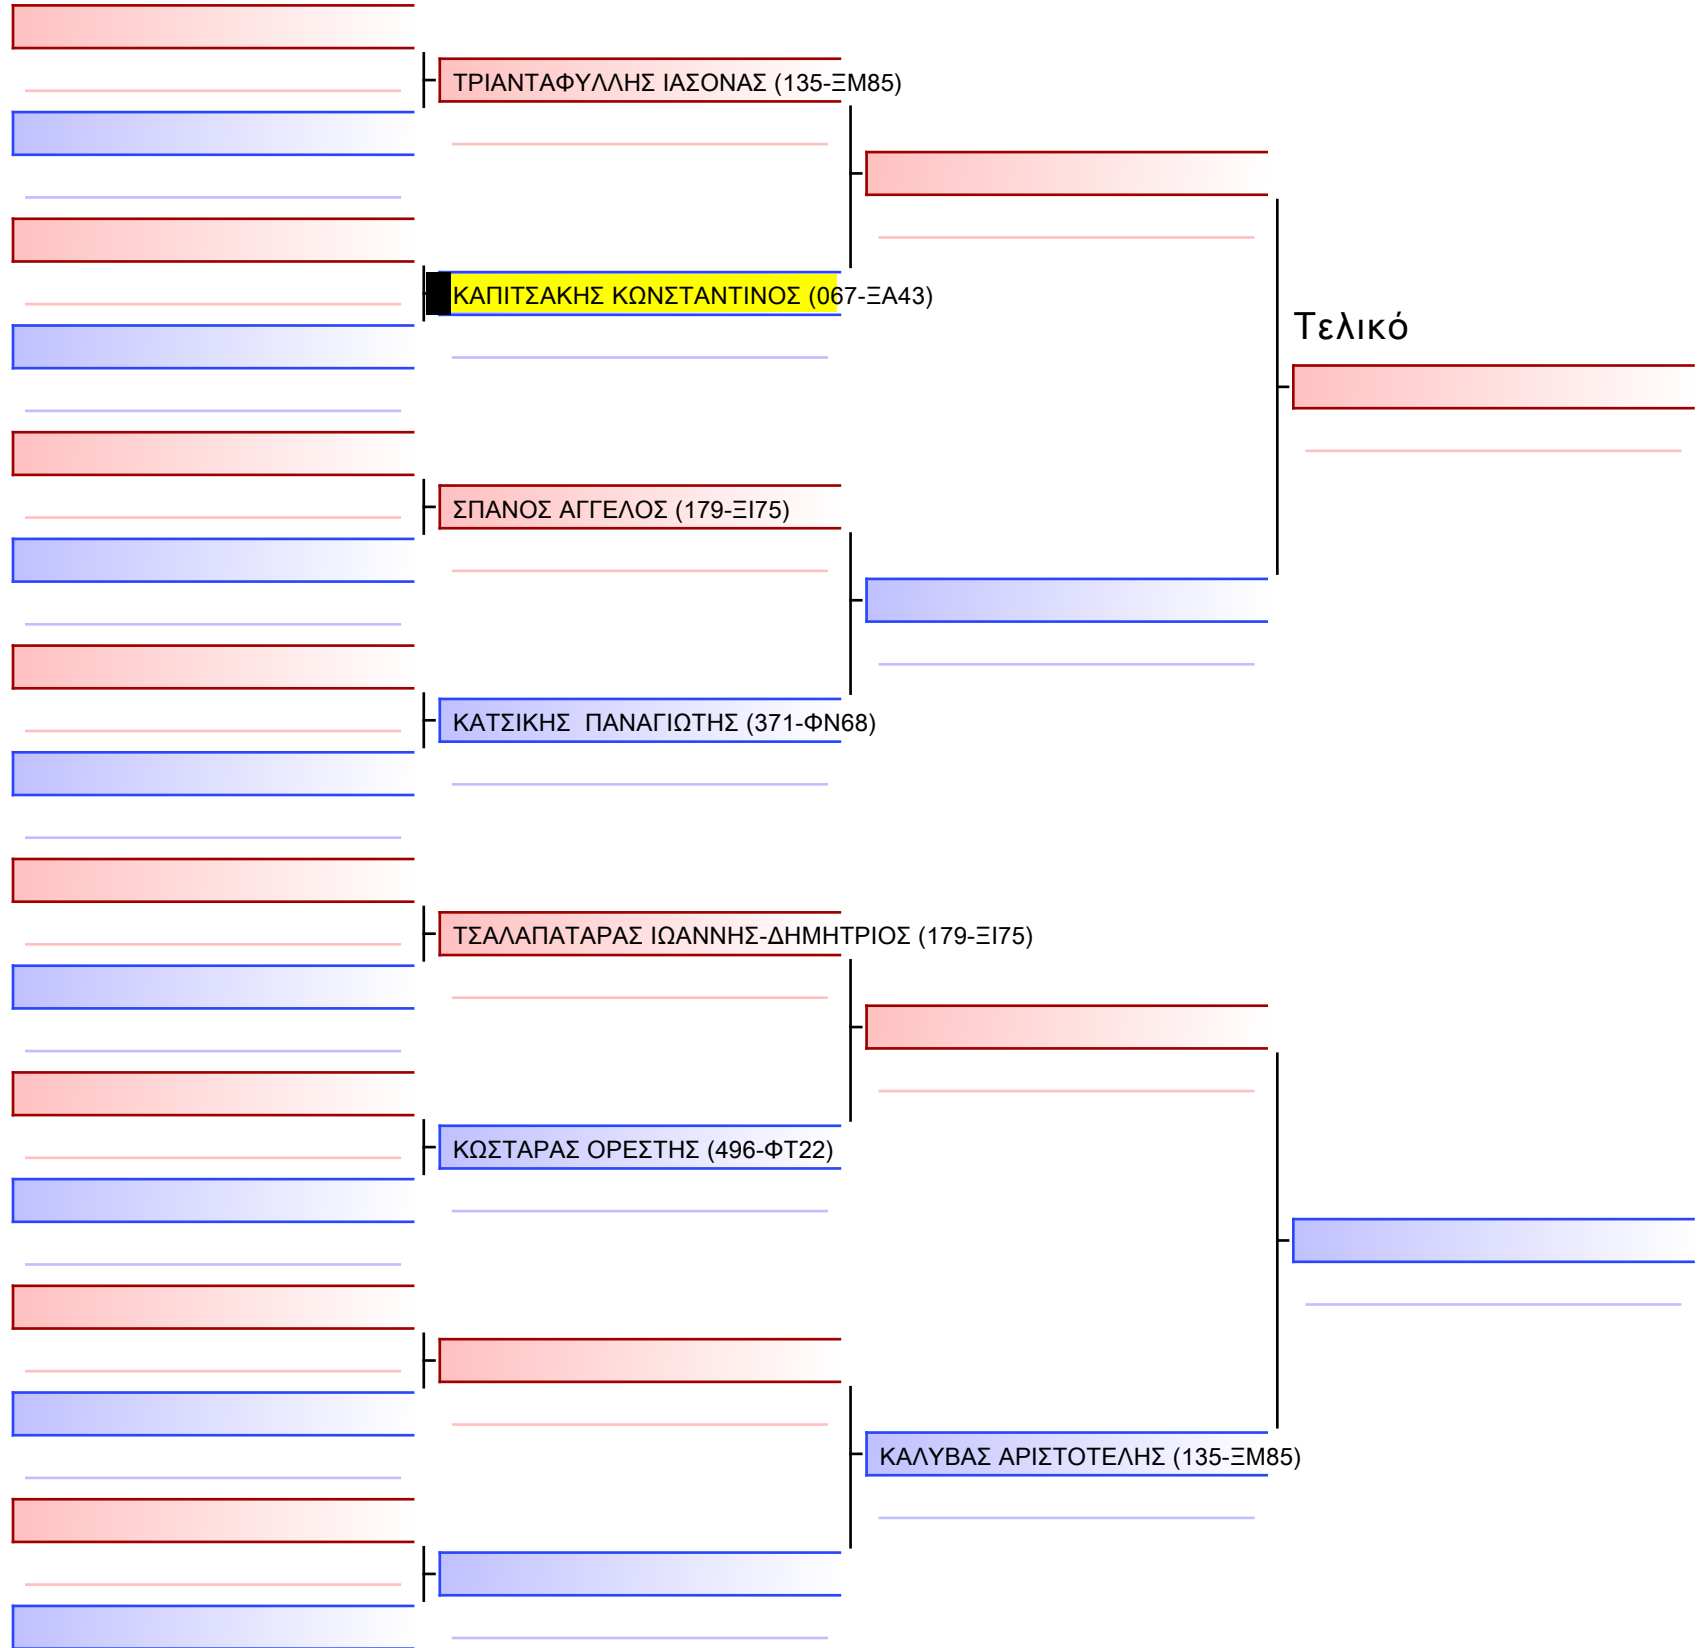 ΤΡΙΑΝΤΑΦΥΛΛΗΣ ΙΑΣΟΝΑΣ (135-ΞΜ85)
ΚΑΠΙΤΣΑΚΗΣ ΚΩΝΣΤΑΝΤΙΝΟΣ (067-ΞΑ43)
Τελικό
ΣΠΑΝΟΣ ΑΓΓΕΛΟΣ (179-ΞΙ75)
ΚΑΤΣΙΚΗΣ  ΠΑΝΑΓΙΩΤΗΣ (371-ΦΝ68)
ΤΣΑΛΑΠΑΤΑΡΑΣ ΙΩΑΝΝΗΣ-ΔΗΜΗΤΡΙΟΣ (179-ΞΙ75)
ΚΩΣΤΑΡΑΣ ΟΡΕΣΤΗΣ (496-ΦΤ22)
ΚΑΛΥΒΑΣ ΑΡΙΣΤΟΤΕΛΗΣ (135-ΞΜ85)